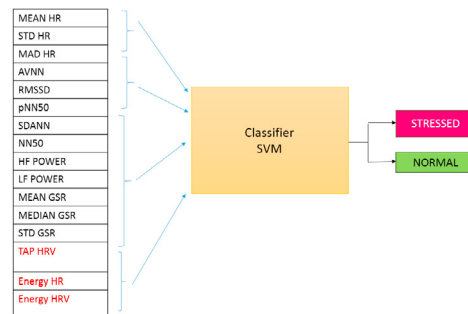 MEAN HR
STD HR
MAD HR
AVNN
RMSSD
pNN50
SDANN
NN50
HF POWER
LF POWER
MEAN GSR
MEDIAN GSR
STD GSR
TAP HRV
Energy HR
Energy HRV
Classifier
SVM
STRESSED
NORMAL